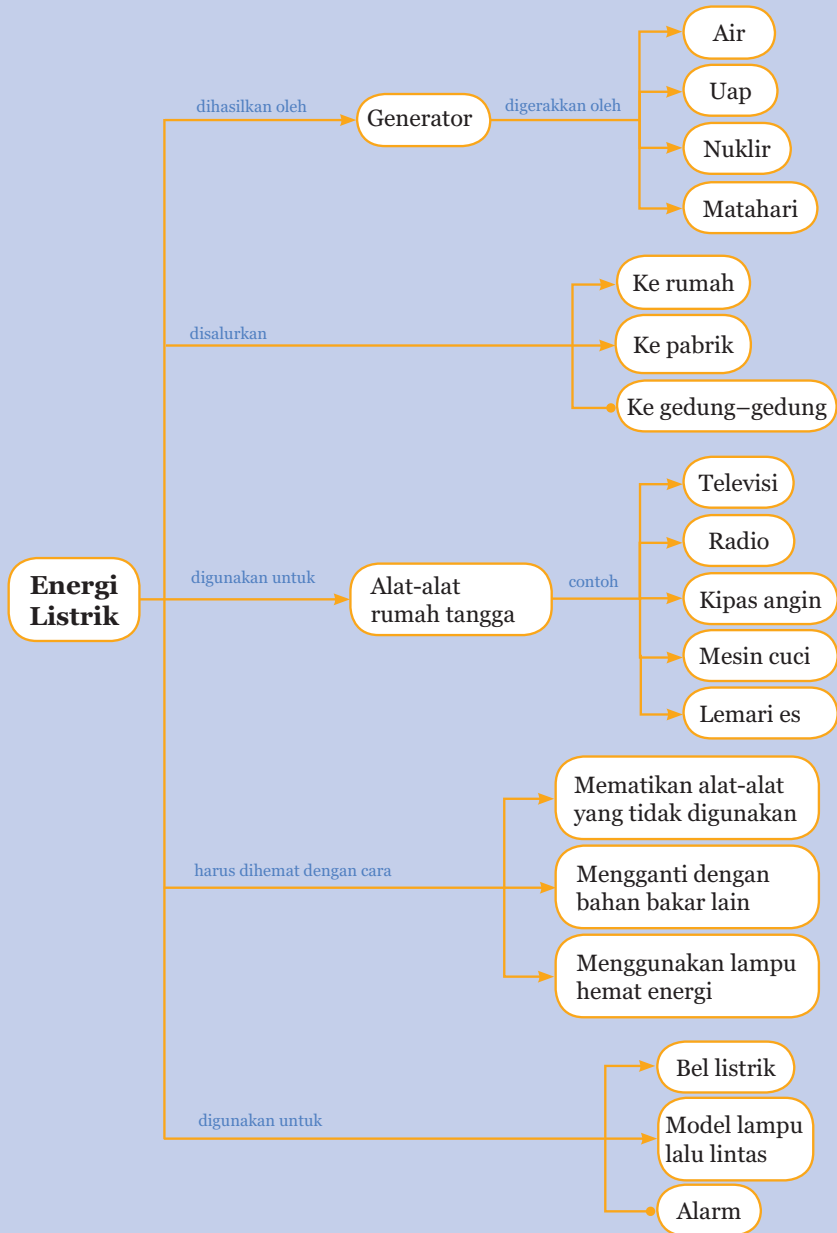 Energi
Listrik
dihasilkan oleh
Generator
digerakkan oleh
Air
Uap
Nuklir
Matahari
disalurkan
Ke rumah
Ke pabrik
Ke gedung–gedung
digunakan untuk
Alat-alat
rumah tangga
contoh
Televisi
Radio
Kipas angin
Mesin cuci
Lemari es
harus dihemat dengan cara
Mematikan alat-alat
yang tidak digunakan
Mengganti dengan
bahan bakar lain
Menggunakan lampu
hemat energi
digunakan untuk
Bel listrik
Model lampu
lalu lintas
Alarm